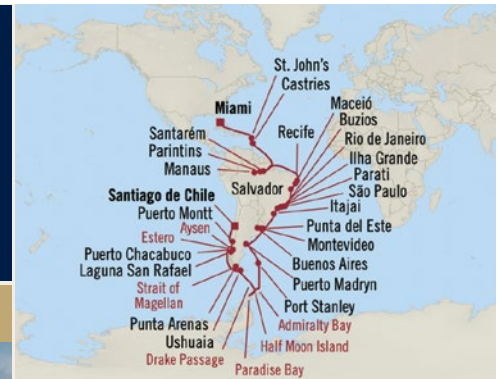 St. John's
Castries
Miami
Maceió
Buzios
Santarém
Parintins
Manaus
Recife
Rio de Janeiro
Ilha Grande
Parati
São Paulo
Salvador
Itajai
Santiago de Chile
Puerto Montt
Aysen
Estero
Puerto Chacabuco
Laguna San Rafael
Strait of
Magellan
Punta del Este
Montevideo
Buenos Aires
Puerto Madryn
Port Stanley
Punta Arenas
Ushuaia
Drake Passage
Admiralty Bay
Half Moon Island
Paradise Bay